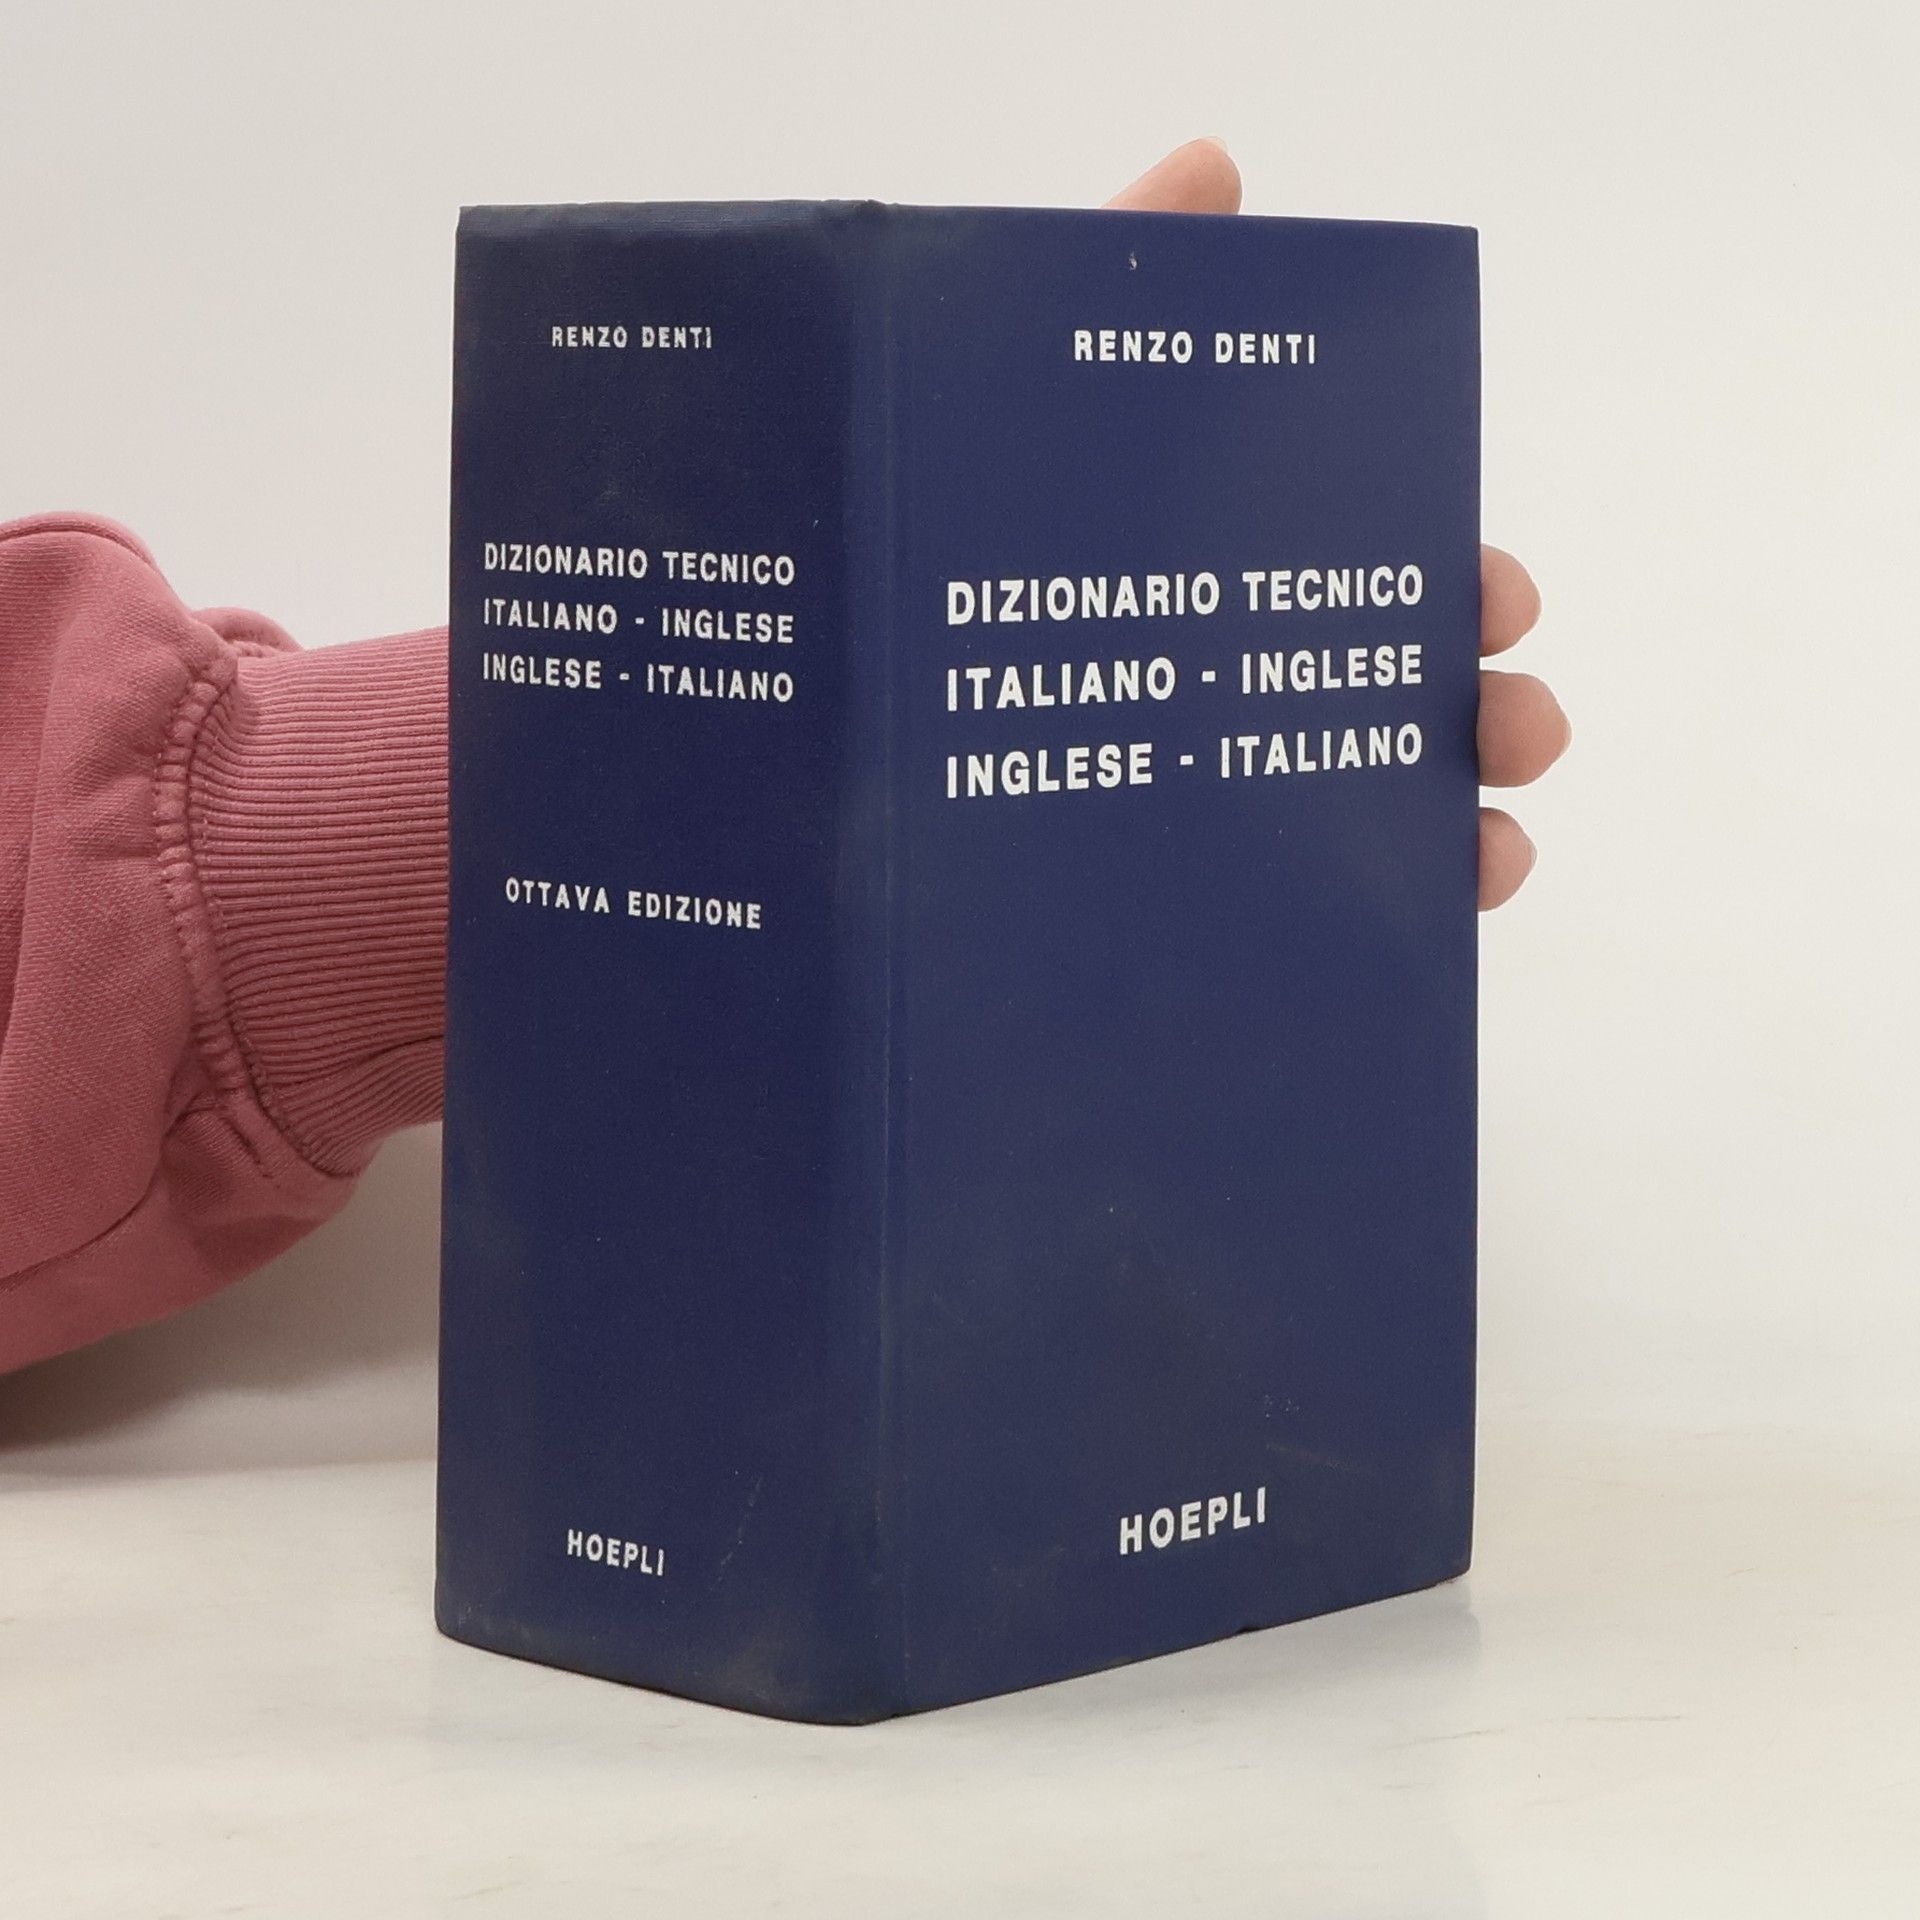 RENZO DENTI
DIZIONARIO TECNICO
ITALIANO - INGLESE
INGLESE - ITALIANO
OTTAVA EDIZIONE
HOEPLI
RENZO DENTI
DIZIONARIO TECNICO
ITALIANO - INGLESE
INGLESE - ITALIANO
HOEPLI